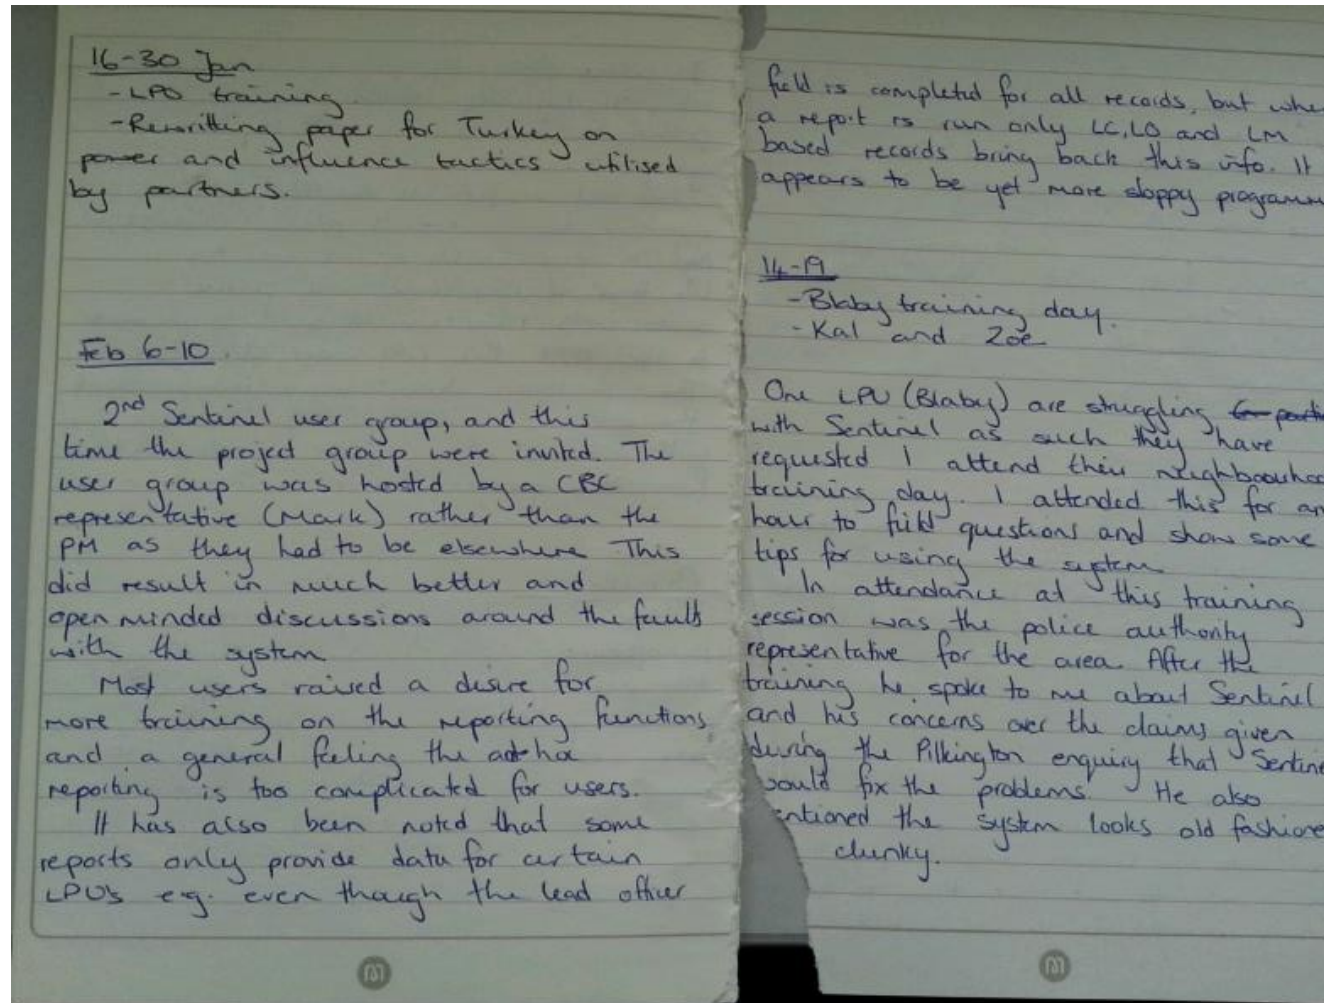 16-30 Jan
- LPO training
- Rewritting paper for Turkey on
power and influence tactics utilised
by partners.
Feb 6-10.
2nd Sentinel user group, and this
time the project group were invited. The
user group was hosted by a CBC
representative (Mark) rather than the
PM as they had to be elsewhere This
did result in much better and
open minded discussions around the faults
with the system
Most users raised a desire for
more training on the reporting functions
and a general feeling the ad-hoc
reporting is too complicated for users.
It has also been noted that some
reports only provide data for certain
LPU's e.g. even though the lead officer
field is completed for all records, but whe
a report is run only LC, LO and LM
based records bring back this info. It
appears to be yet more sloppy programm
14-19
- Blaby training day.
- Kal and Zoe
One LPU (Blaby) are struggling
with Sentinel as such they have
requested I attend their neighbourhoo
training day. I attended this for an
hour to field questions and show some
tips for using the system
In attendance at this training
session was the police authority
representative for the area. After the
training he spoke to me about Sentinel
and his concerns over the claims given
during the Pilkington enquiry that Sentine
would fix the problems. He also
entioned the system looks old fashione
clunky.